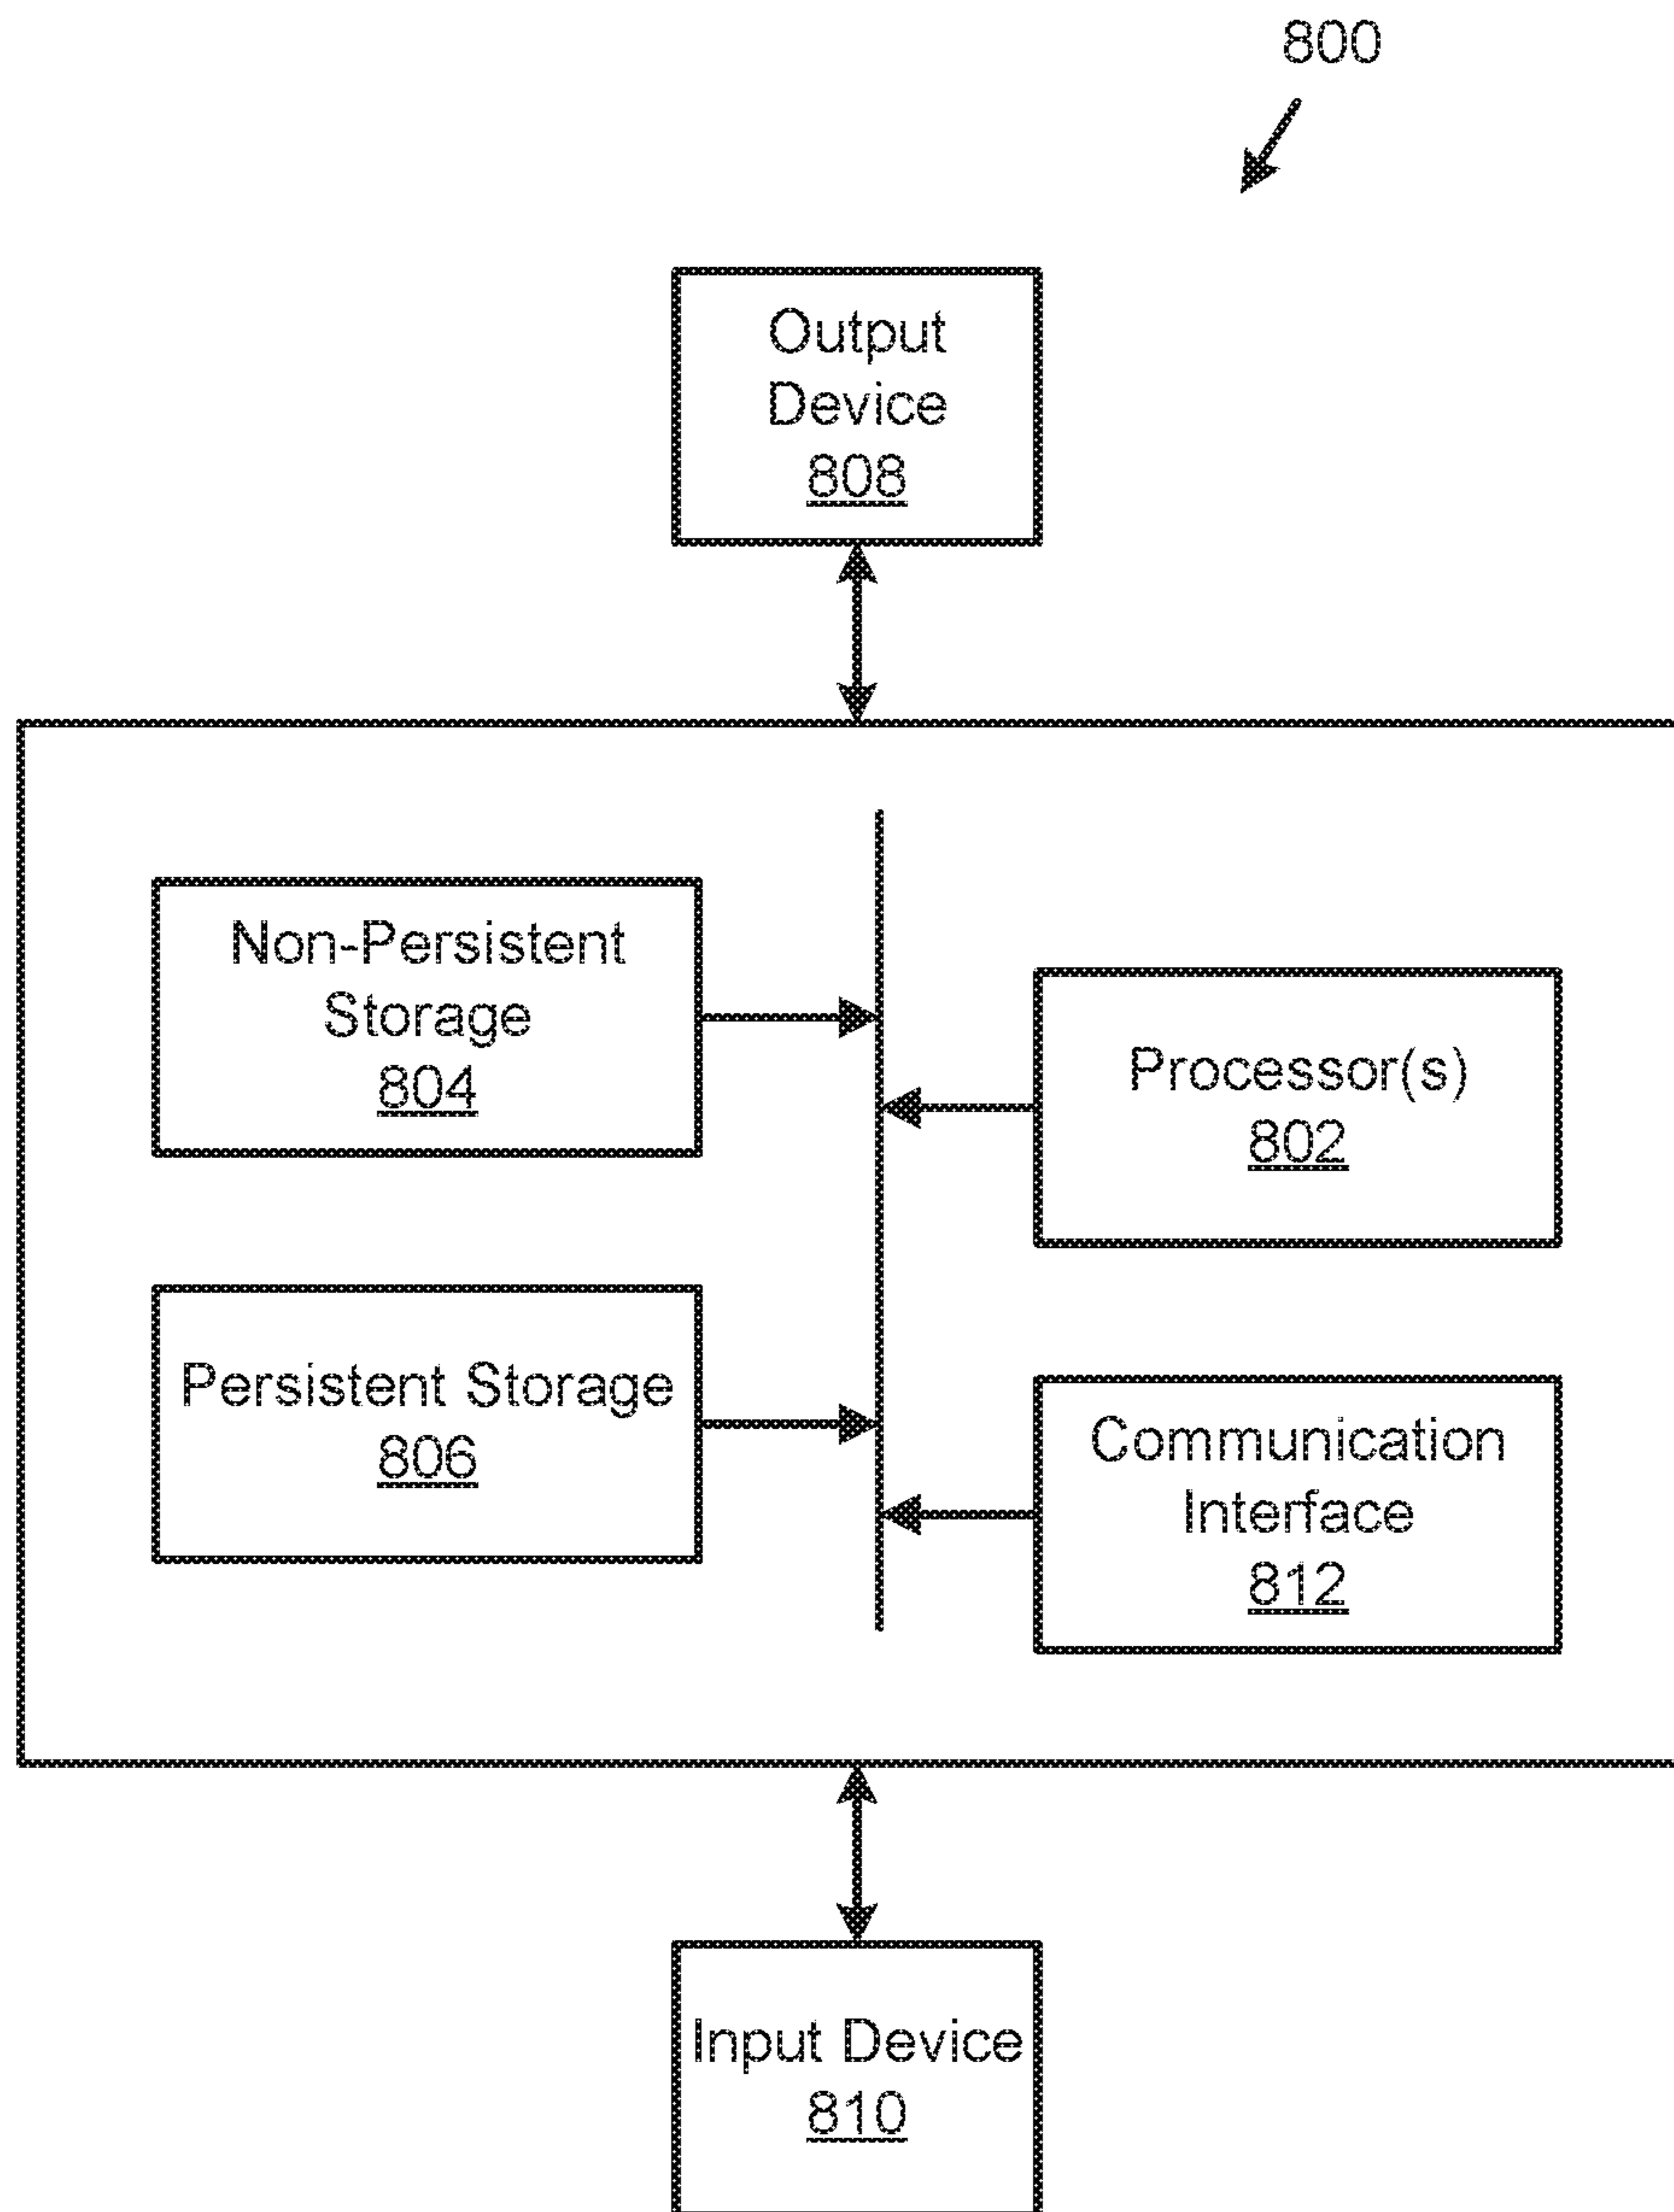 800
Output
Device
808
Non-Persistent
Storage
804
Processor(s)
802
Persistent Storage
806
Communication
Interface
812
Input Device
810